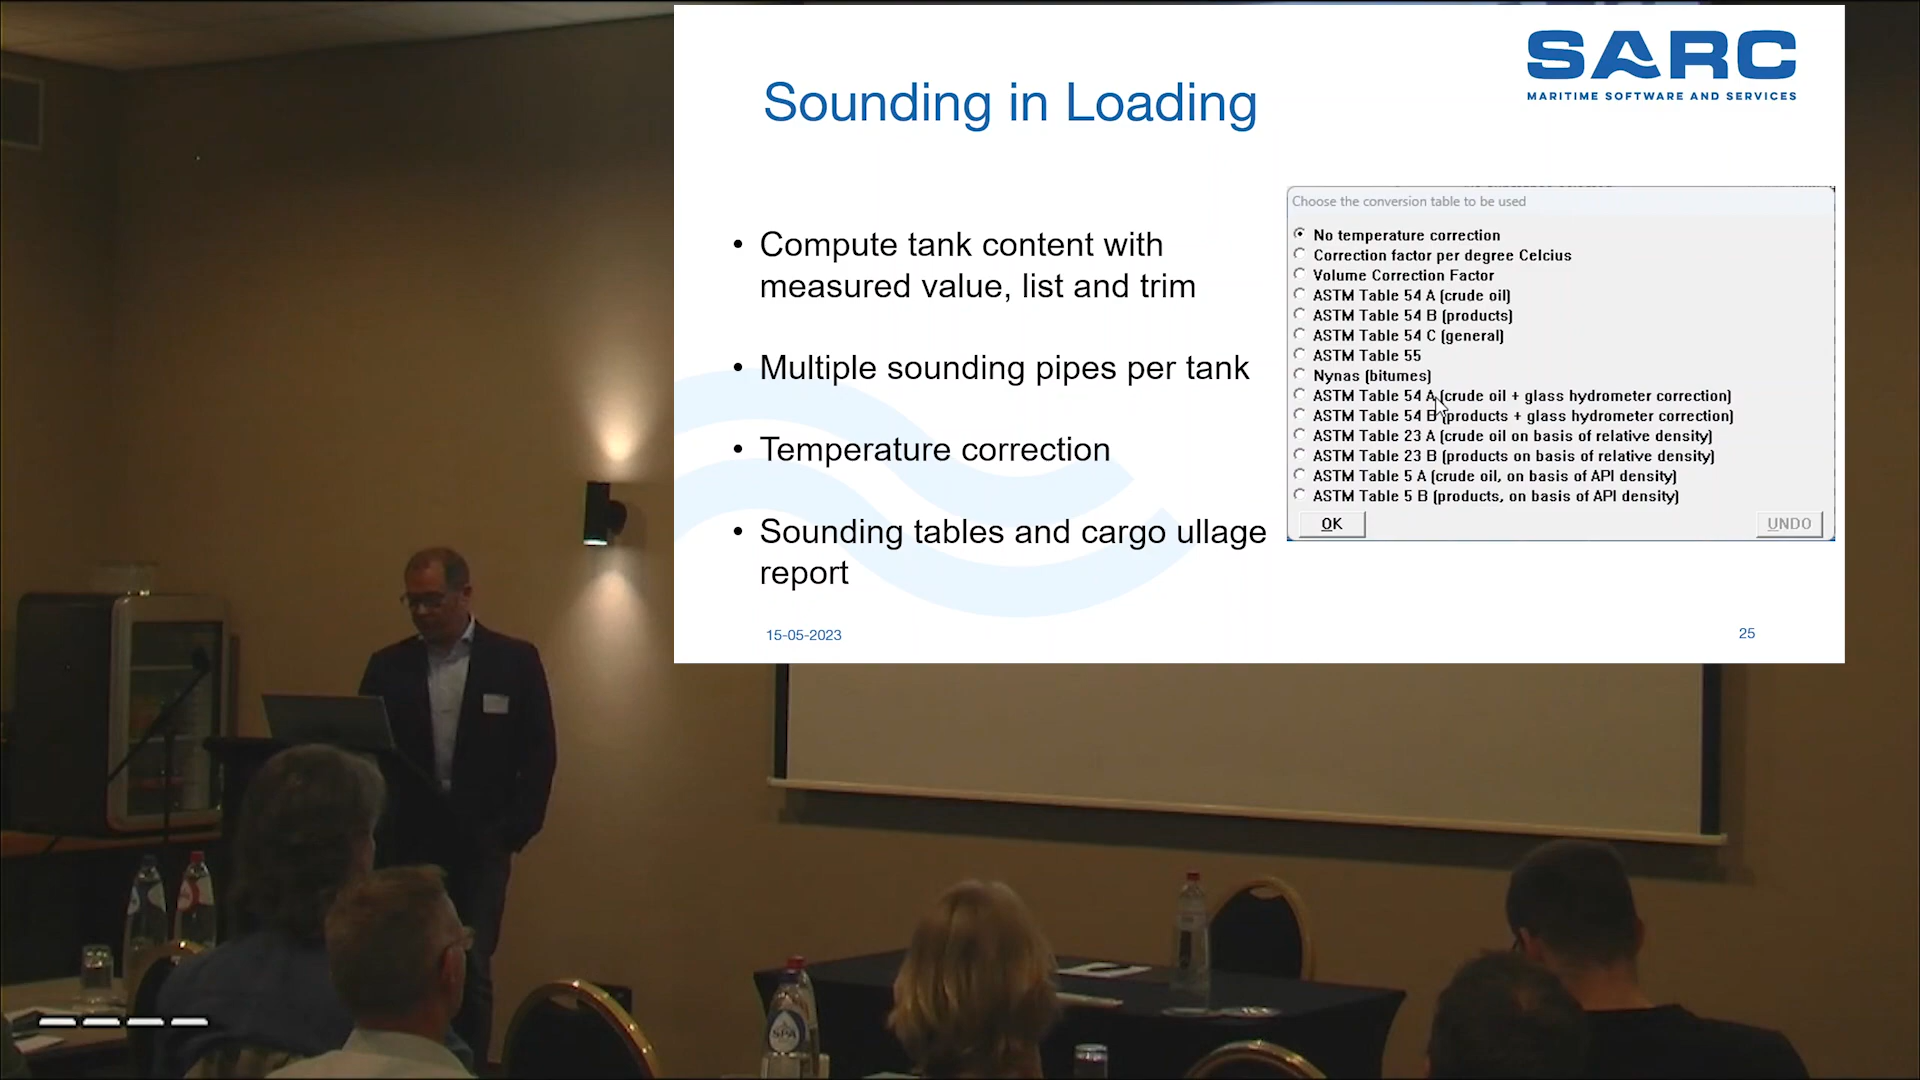 SARC
MARITIME SOFTWARE AND SERVICES
Sounding in Loading
• Compute tank content with
measured value, list and trim
• Multiple sounding pipes per tank
• Temperature correction
• Sounding tables and cargo ullage
report
Choose the conversion table to be used
No temperature correction
Correction factor per degree Celcius
Volume Correction Factor
ASTM Table 54 A (crude oil)
ASTM Table 54 B (products)
ASTM Table 54 C (general)
ASTM Table 55
Nynas (bitumes)
ASTM Table 54 A (crude oil + glass hydrometer correction)
ASTM Table 54 B (products + glass hydrometer correction)
ASTM Table 23 A (crude oil on basis of relative density)
ASTM Table 23 B (products on basis of relative density)
ASTM Table 5 A (crude oil, on basis of API density)
ASTM Table 5 B (products, on basis of API density)
OK
UNDO
15-05-2023
25
SPA